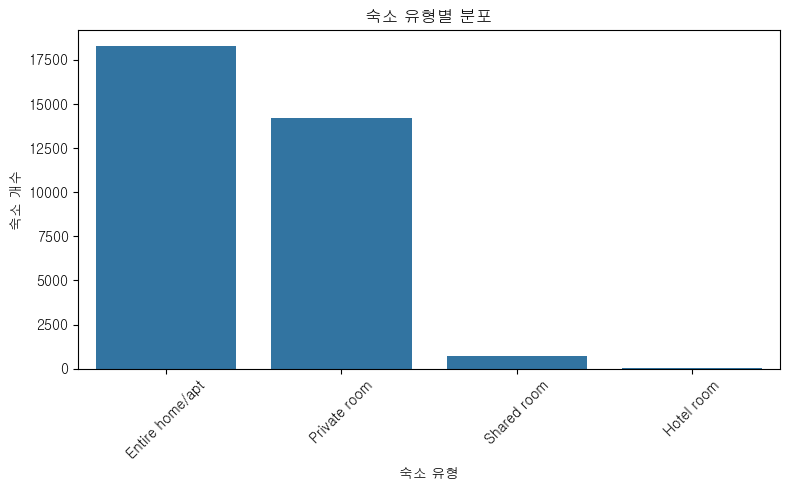 숙소 유형별 분포
숙소 개수
17500
15000
12500
10000
7500
5000
2500
0
Entire home/apt
Private room
Shared room
Hotel room
숙소 유형